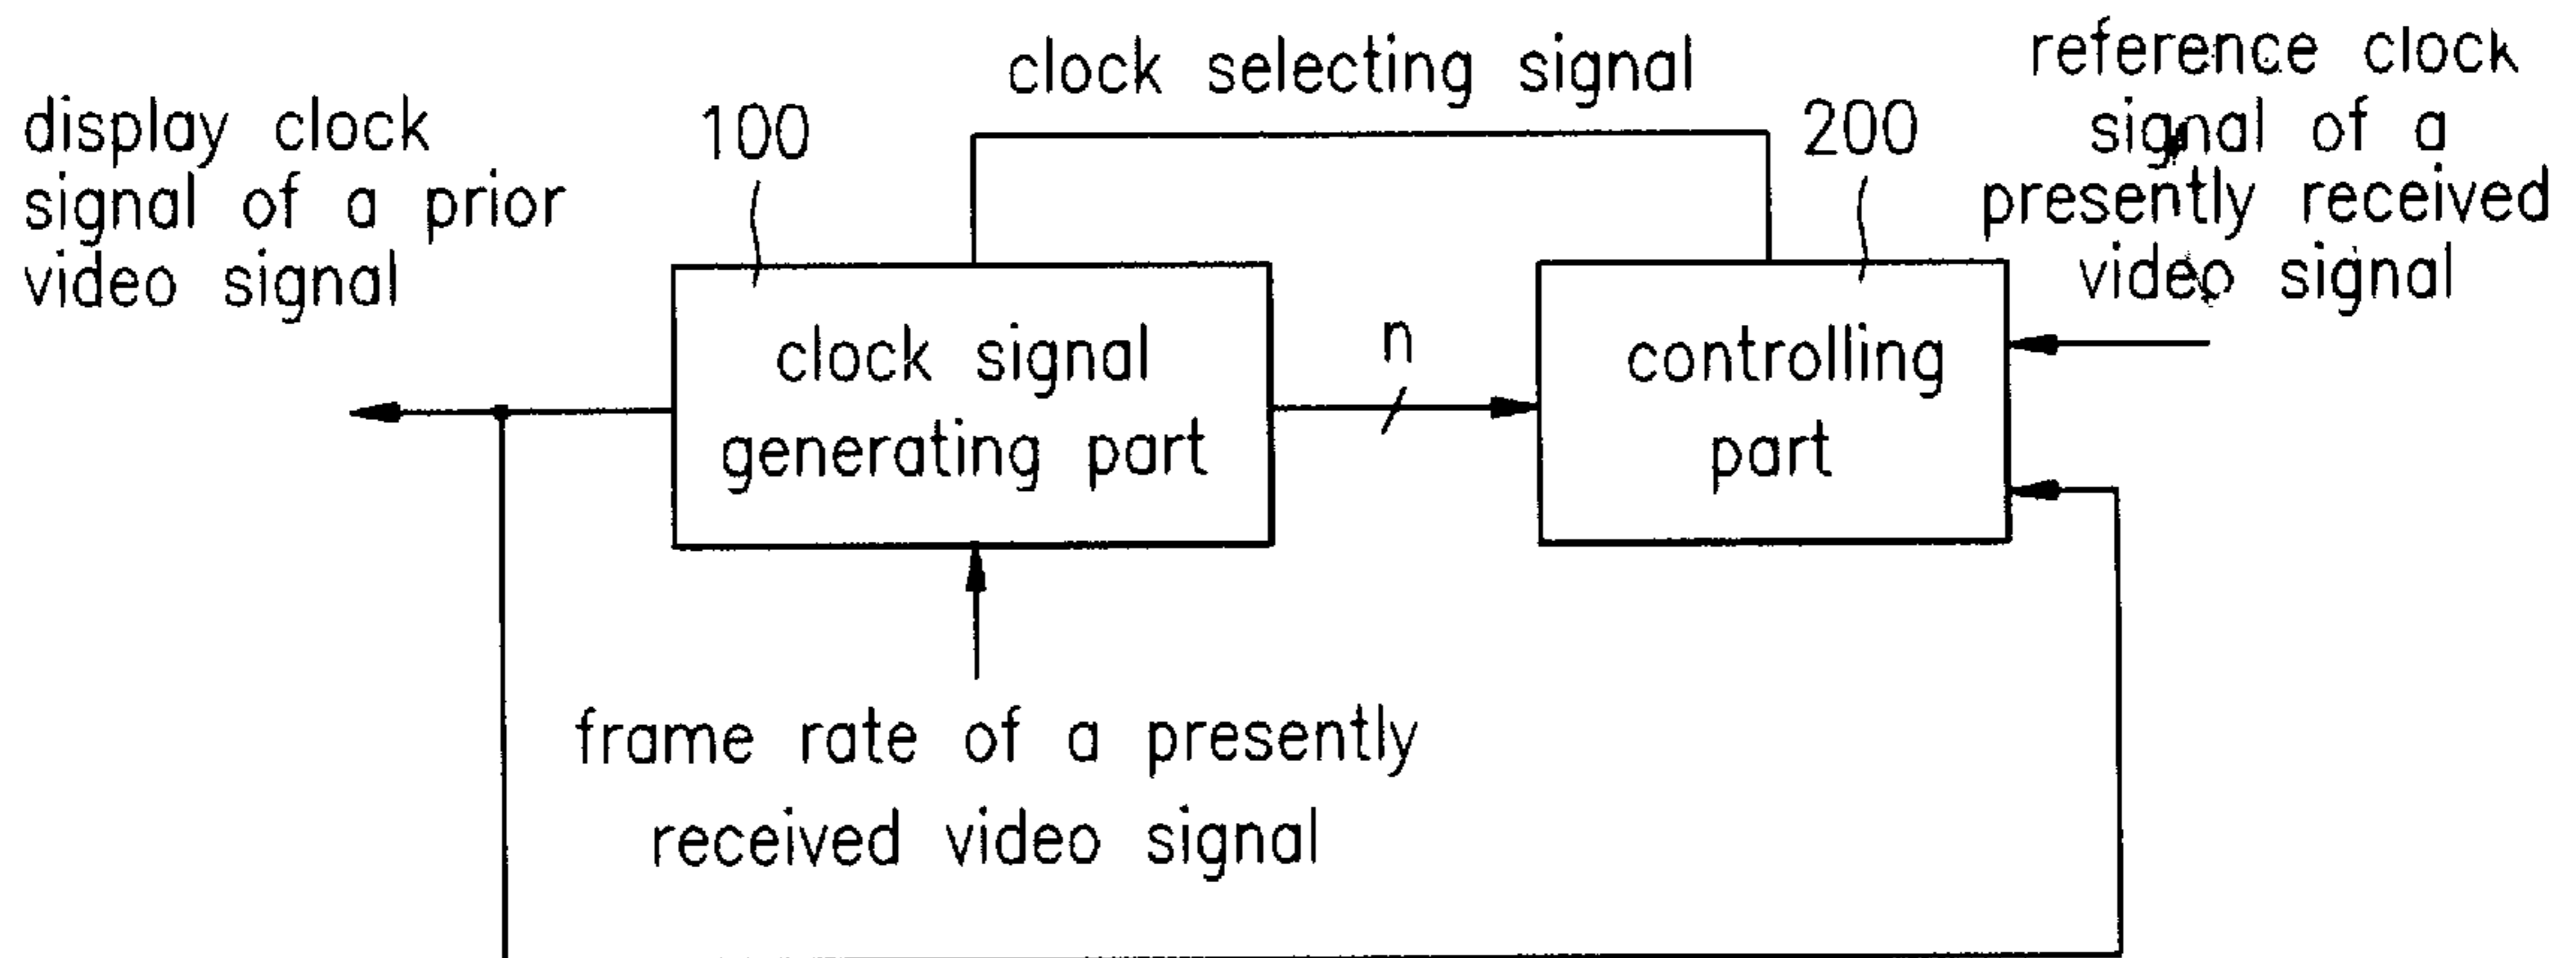 clock selecting signal
reference clock
signal of a
presently received
video signal
display clock
signal of a prior
video signal
100
200
clock signal
generating part
n
controlling
part
frame rate of a presently
received video signal